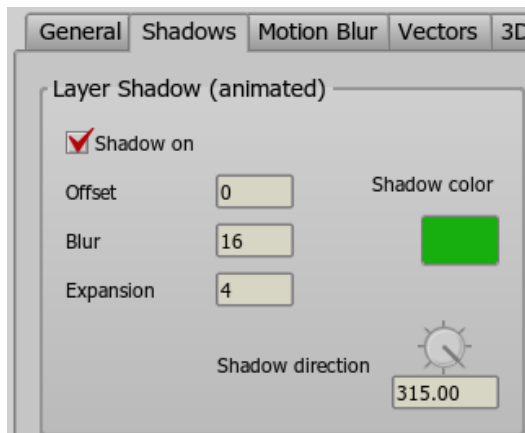 General Shadows Motion Blur Vectors 3D
Layer Shadow (animated)
Shadow on
Offset 0 Shadow color
Blur 16
Expansion 4
Shadow direction
315.00